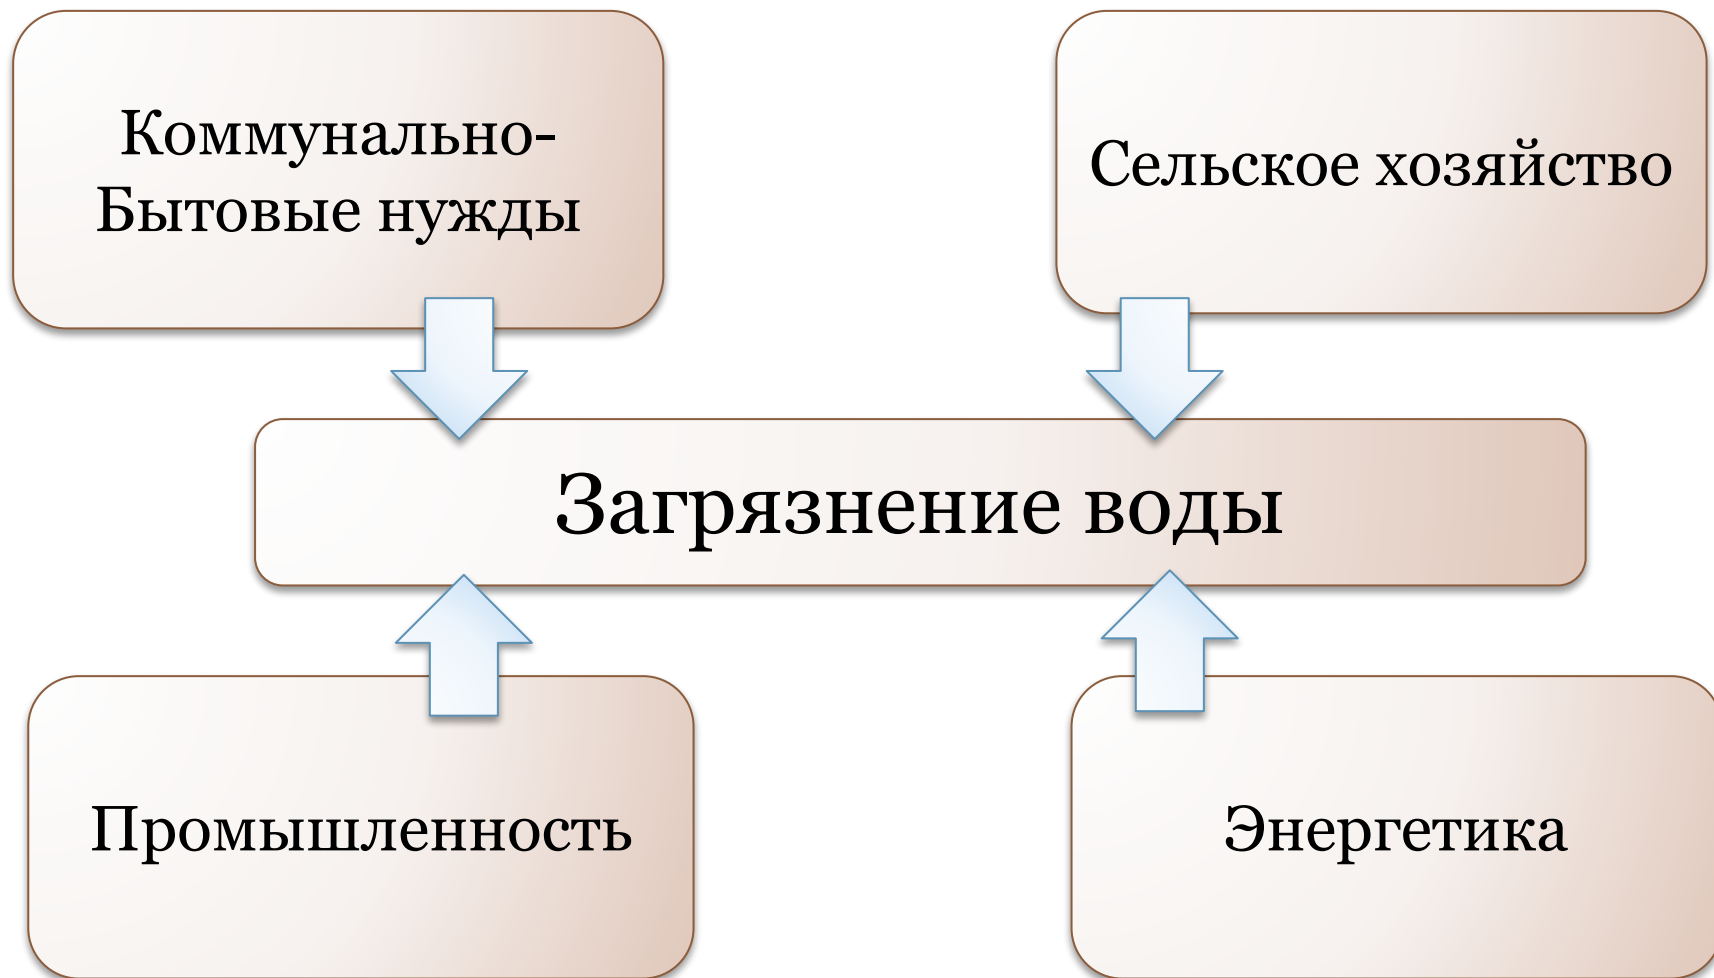 Коммунально-
Бытовые нужды
Сельское хозяйство
Загрязнение воды
Промышленность
Энергетика